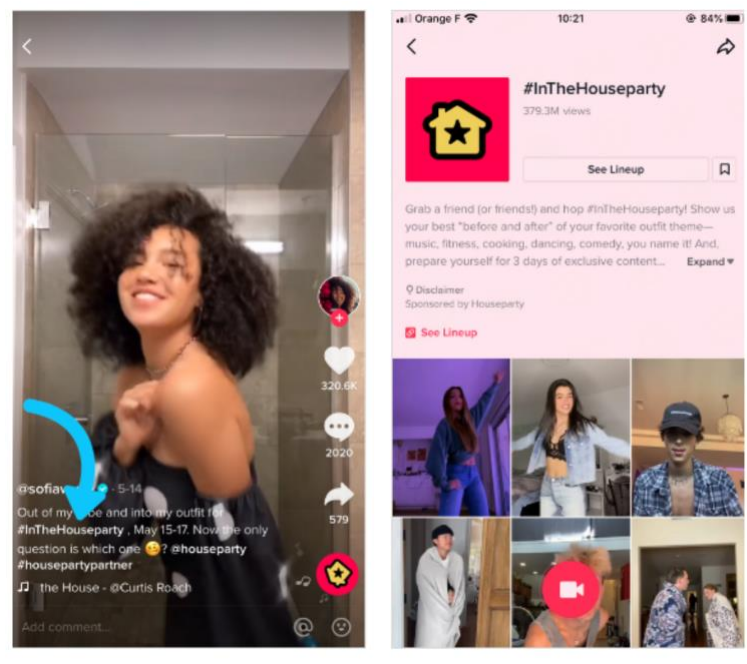 320.6K
2020
579
@sofia · 5-14
Out of my and into my outfit for
#InTheHouseparty , May 15-17. Now the only
question is which one 🥴? @houseparty
#housepartypartner
the House - @Curtis Roach
Add comment...
Orange F 10:21 84%
#InTheHouseparty
379.3M views
See Lineup
Grab a friend (or friends!) and hop #InTheHouseparty! Show us
your best "before and after" of your favorite outfit theme—
music, fitness, cooking, dancing, comedy, you name it! And,
prepare yourself for 3 days of exclusive content... Expand
Disclaimer
Sponsored by Houseparty
See Lineup